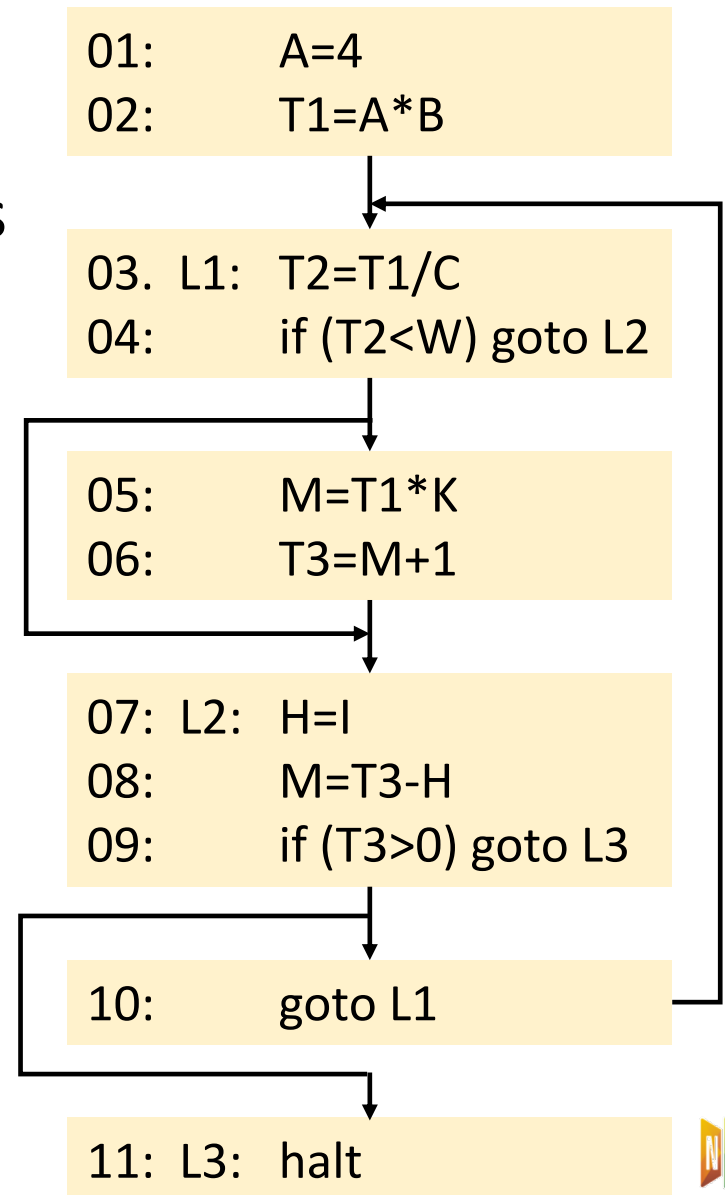 01: A=4
02: T1=A*B
s
03. L1: T2=T1/C
04: if (T2<W) goto L2
05: M=T1*K
06: T3=M+1
07: L2: H=I
08: M=T3-H
09: if (T3>0) goto L3
10: goto L1
11: L3: halt
N